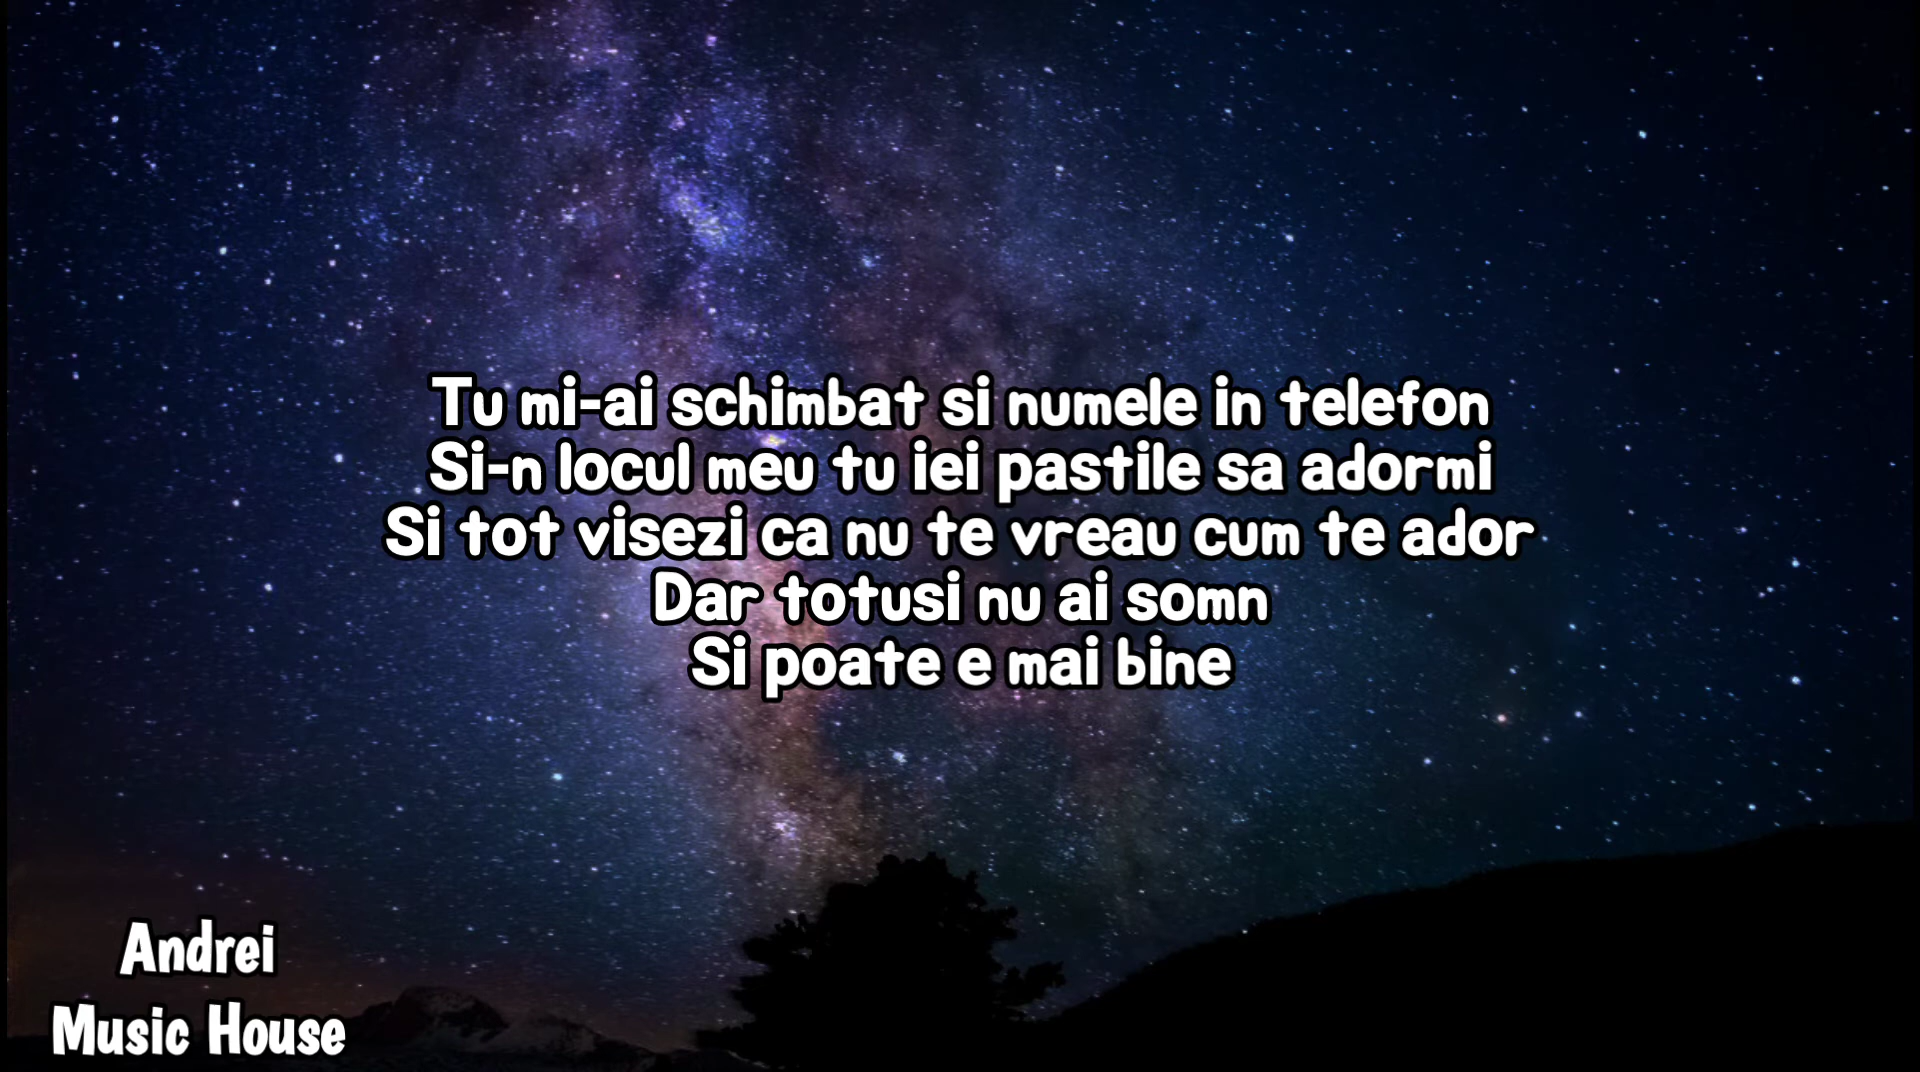 Tu mi-ai schimbat si numele in telefon
Si-n locul meu tu iei pastile sa adormi
Si tot visezi ca nu te vreau cum te ador
Dar totusi nu ai somn
Si poate e mai bine
Andrei
Music House